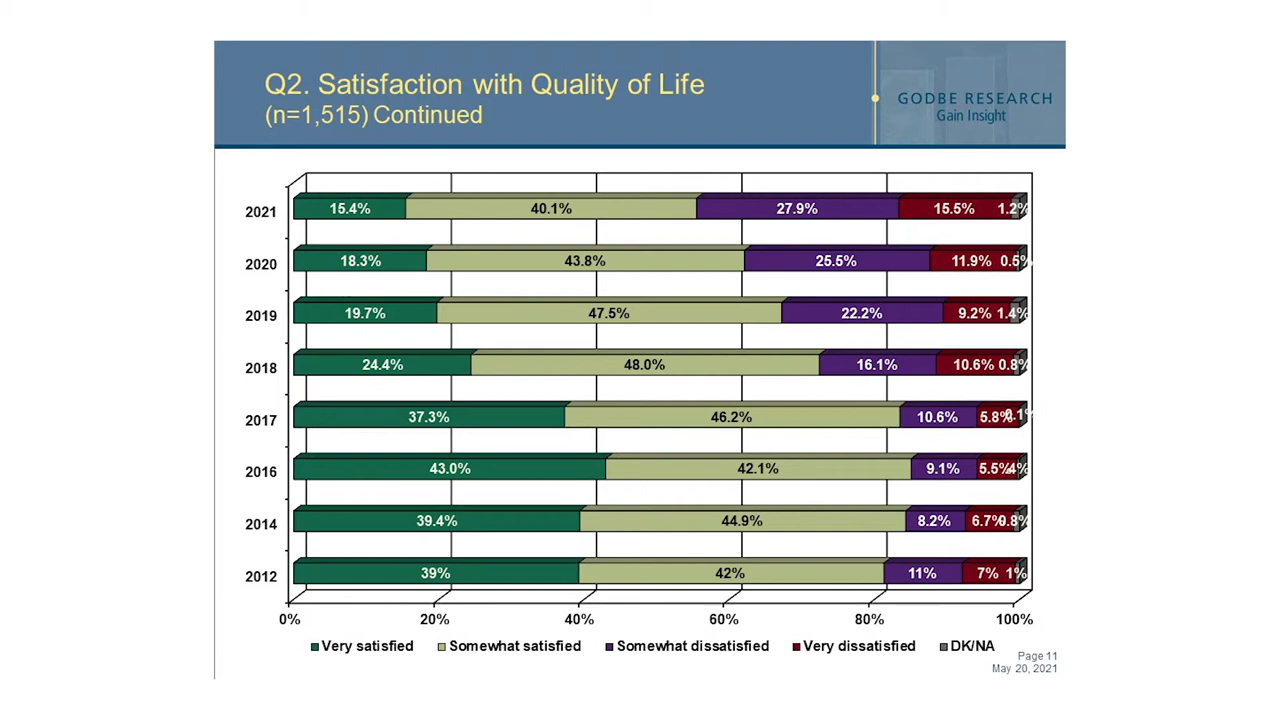 Q2. Satisfaction with Quality of Life
(n=1,515) Continued
GODBE RESEARCH
Gain Insight
2021 15.4% 40.1% 27.9% 15.5% 1.2%
2020 18.3% 43.8% 25.5% 11.9% 0.5%
2019 19.7% 47.5% 22.2% 9.2% 1.4%
2018 24.4% 48.0% 16.1% 10.6% 0.8%
2017 37.3% 46.2% 10.6% 5.8% 0.1%
2016 43.0% 42.1% 9.1% 5.5% .4%
2014 39.4% 44.9% 8.2% 6.7% 0.8%
2012 39% 42% 11% 7% 1%
0% 20% 40% 60% 80% 100%
Very satisfied Somewhat satisfied Somewhat dissatisfied Very dissatisfied DK/NA
Page 11
May 20, 2021